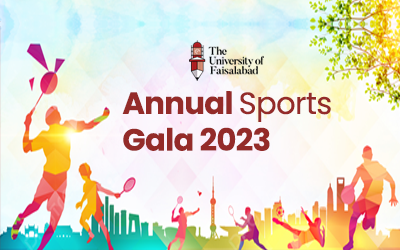 The
University of
Faisalabad
Annual Sports
Gala 2023